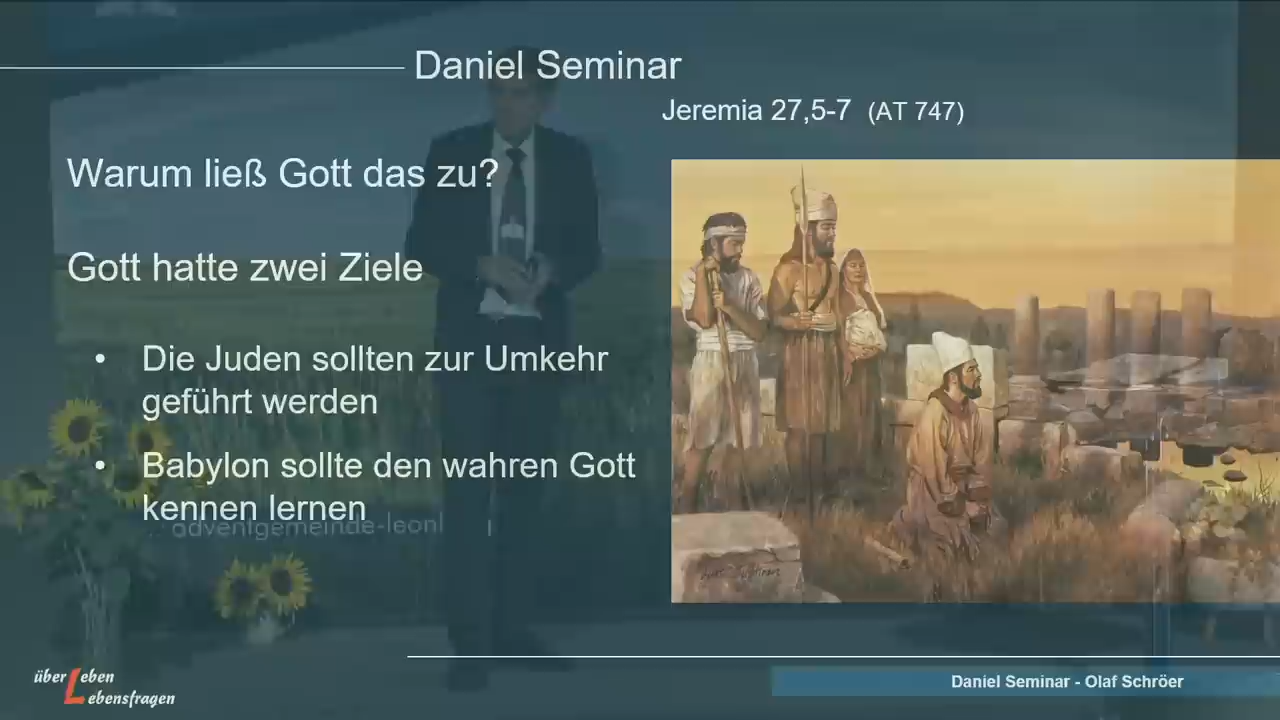 Daniel Seminar
Jeremia 27,5-7 (AT 747)
Warum ließ Gott das zu?
Gott hatte zwei Ziele
• Die Juden sollten zur Umkehr
geführt werden
• Babylon sollte den wahren Gott
kennen lernen
adventgemeinde-leon
über Leben
Lebensfragen
Daniel Seminar - Olaf Schröer